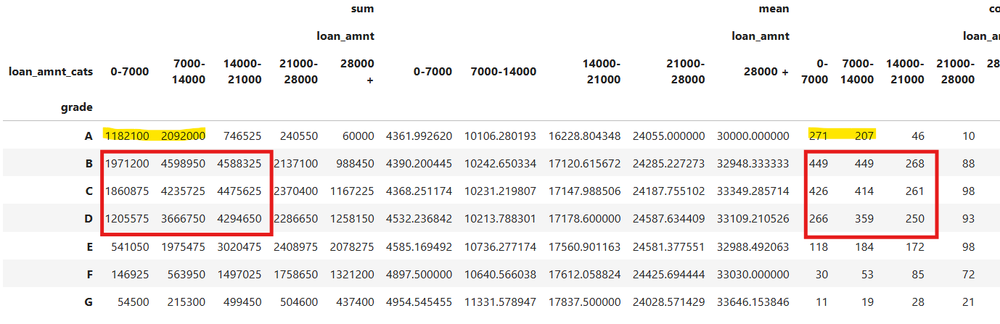 sum mean co
loan_amnt loan_amnt loan_an
loan_amnt_cats 0-7000 7000-14000 14000-21000 21000-28000 28000 + 0-7000 7000-14000 14000-21000 21000-28000 28000 + 0-7000 7000-14000 14000-21000 21000-28000 28
grade
A 1182100 2092000 746525 240550 60000 4361.992620 10106.280193 16228.804348 24055.000000 30000.000000 271 207 46 10
B 1971200 4598950 4588325 2137100 988450 4390.200445 10242.650334 17120.615672 24285.227273 32948.333333 449 449 268 88
C 1860875 4235725 4475625 2370400 1167225 4368.251174 10231.219807 17147.988506 24187.755102 33349.285714 426 414 261 98
D 1205575 3666750 4294650 2286650 1258150 4532.236842 10213.788301 17178.600000 24587.634409 33109.210526 266 359 250 93
E 541050 1975475 3020475 2408975 2078275 4585.169492 10736.277174 17560.901163 24581.377551 32988.492063 118 184 172 98
F 146925 563950 1497025 1758650 1321200 4897.500000 10640.566038 17612.058824 24425.694444 33030.000000 30 53 85 72
G 54500 215300 499450 504600 437400 4954.545455 11331.578947 17837.500000 24028.571429 33646.153846 11 19 28 21